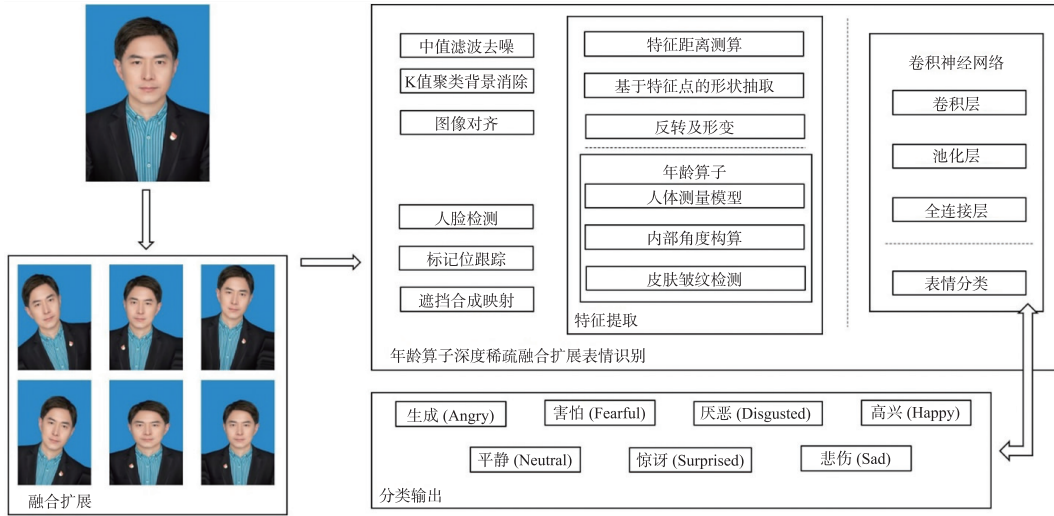 中值滤波去噪
K值聚类背景消除
图像对齐
人脸检测
标记位跟踪
遮挡合成映射
特征距离测算
基于特征点的形状抽取
反转及形变
年龄算子
人体测量模型
内部角度构算
皮肤皱纹检测
特征提取
卷积神经网络
卷积层
池化层
全连接层
表情分类
年龄算子深度稀疏融合扩展表情识别
融合扩展
生成 (Angry)
害怕 (Fearful)
厌恶 (Disgusted)
高兴 (Happy)
平静 (Neutral)
惊讶 (Surprised)
悲伤 (Sad)
分类输出